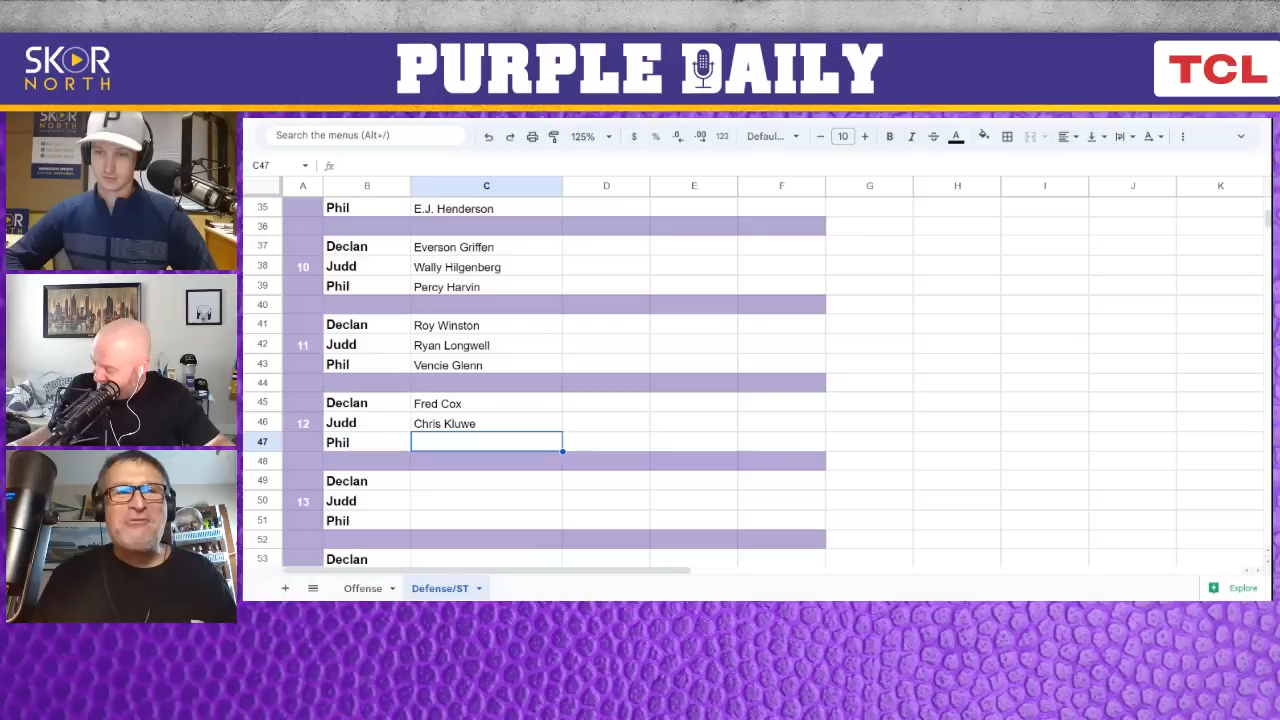 SKOR
NORTH
PURPLE DAILY
TCL
SKOR
NORTH
P
Search the menus (Alt+/)
125%
$
%
.0
.00
123
Defaul...
10
B
I
S
A
C47
fx
A B C D E F G H I J K
35 Phil E.J. Henderson
36
37 Declan Everson Griffen
38 10 Judd Wally Hilgenberg
39 Phil Percy Harvin
40
41 Declan Roy Winston
42 11 Judd Ryan Longwell
43 Phil Vencie Glenn
44
45 Declan Fred Cox
46 12 Judd Chris Kluwe
47 Phil
48
49 Declan
50 13 Judd
51 Phil
52
53 Declan
+ Offense Defense/ST Explore